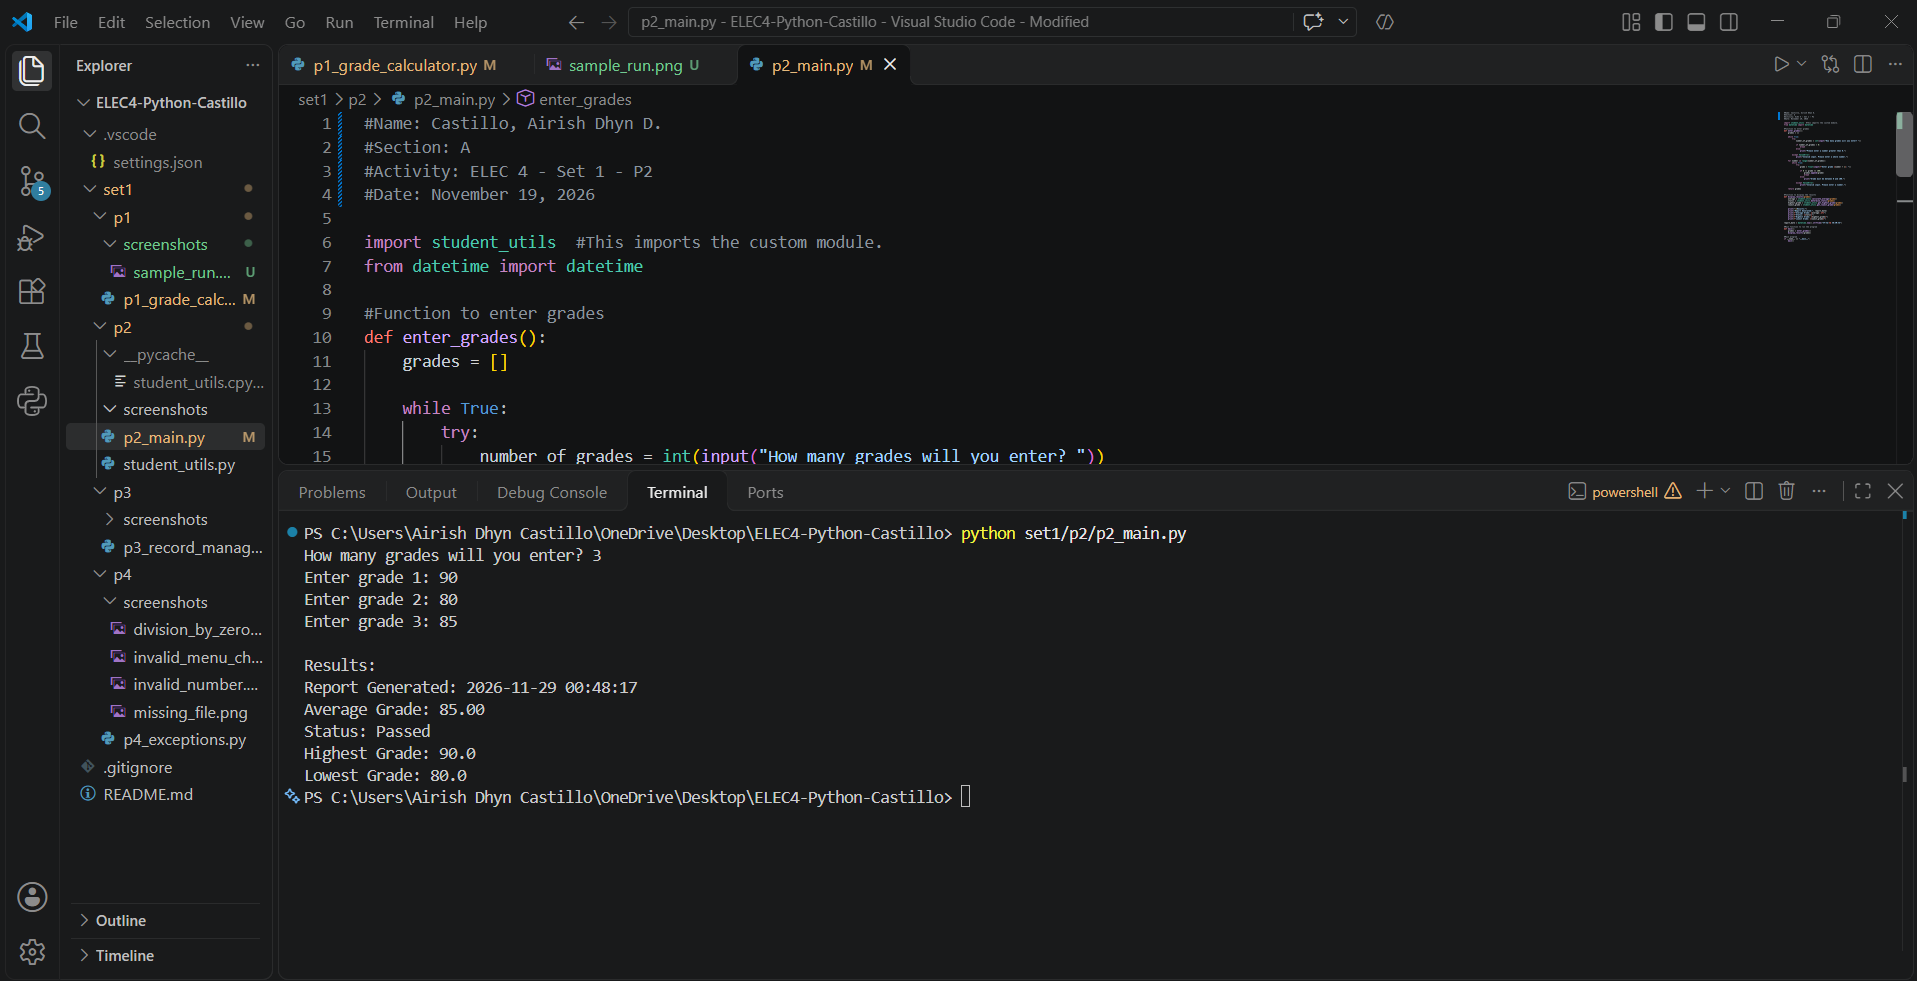 File Edit Selection View Go Run Terminal Help
p2_main.py - ELEC4-Python-Castillo - Visual Studio Code - Modified
Explorer
ELEC4-Python-Castillo
.vscode
{} settings.json
set1
p1
screenshots
sample_run.... U
p1_grade_calc... M
p2
__pycache__
student_utils.cpy...
screenshots
p2_main.py M
student_utils.py
p3
screenshots
p3_record_manag...
p4
screenshots
division_by_zero...
invalid_menu_ch...
invalid_number....
missing_file.png
p4_exceptions.py
.gitignore
README.md
Outline
Timeline
5
p1_grade_calculator.py M
sample_run.png U
p2_main.py M
set1 > p2 > p2_main.py > enter_grades
1 #Name: Castillo, Airish Dhyn D.
2 #Section: A
3 #Activity: ELEC 4 - Set 1 - P2
4 #Date: November 19, 2026
5
6 import student_utils  #This imports the custom module.
7 from datetime import datetime
8
9 #Function to enter grades
10 def enter_grades():
11     grades = []
12
13     while True:
14         try:
15             number_of_grades = int(input("How many grades will you enter? "))
Problems Output Debug Console Terminal Ports
powershell
PS C:\Users\Airish Dhyn Castillo\OneDrive\Desktop\ELEC4-Python-Castillo> python set1/p2/p2_main.py
How many grades will you enter? 3
Enter grade 1: 90
Enter grade 2: 80
Enter grade 3: 85
Results:
Report Generated: 2026-11-29 00:48:17
Average Grade: 85.00
Status: Passed
Highest Grade: 90.0
Lowest Grade: 80.0
PS C:\Users\Airish Dhyn Castillo\OneDrive\Desktop\ELEC4-Python-Castillo>